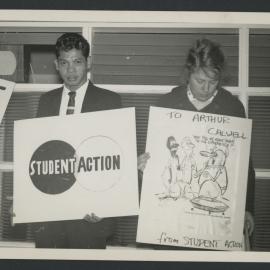 STUDENT ACTION
TO ARTHUR
CALWELL
from STUDENT ACTION